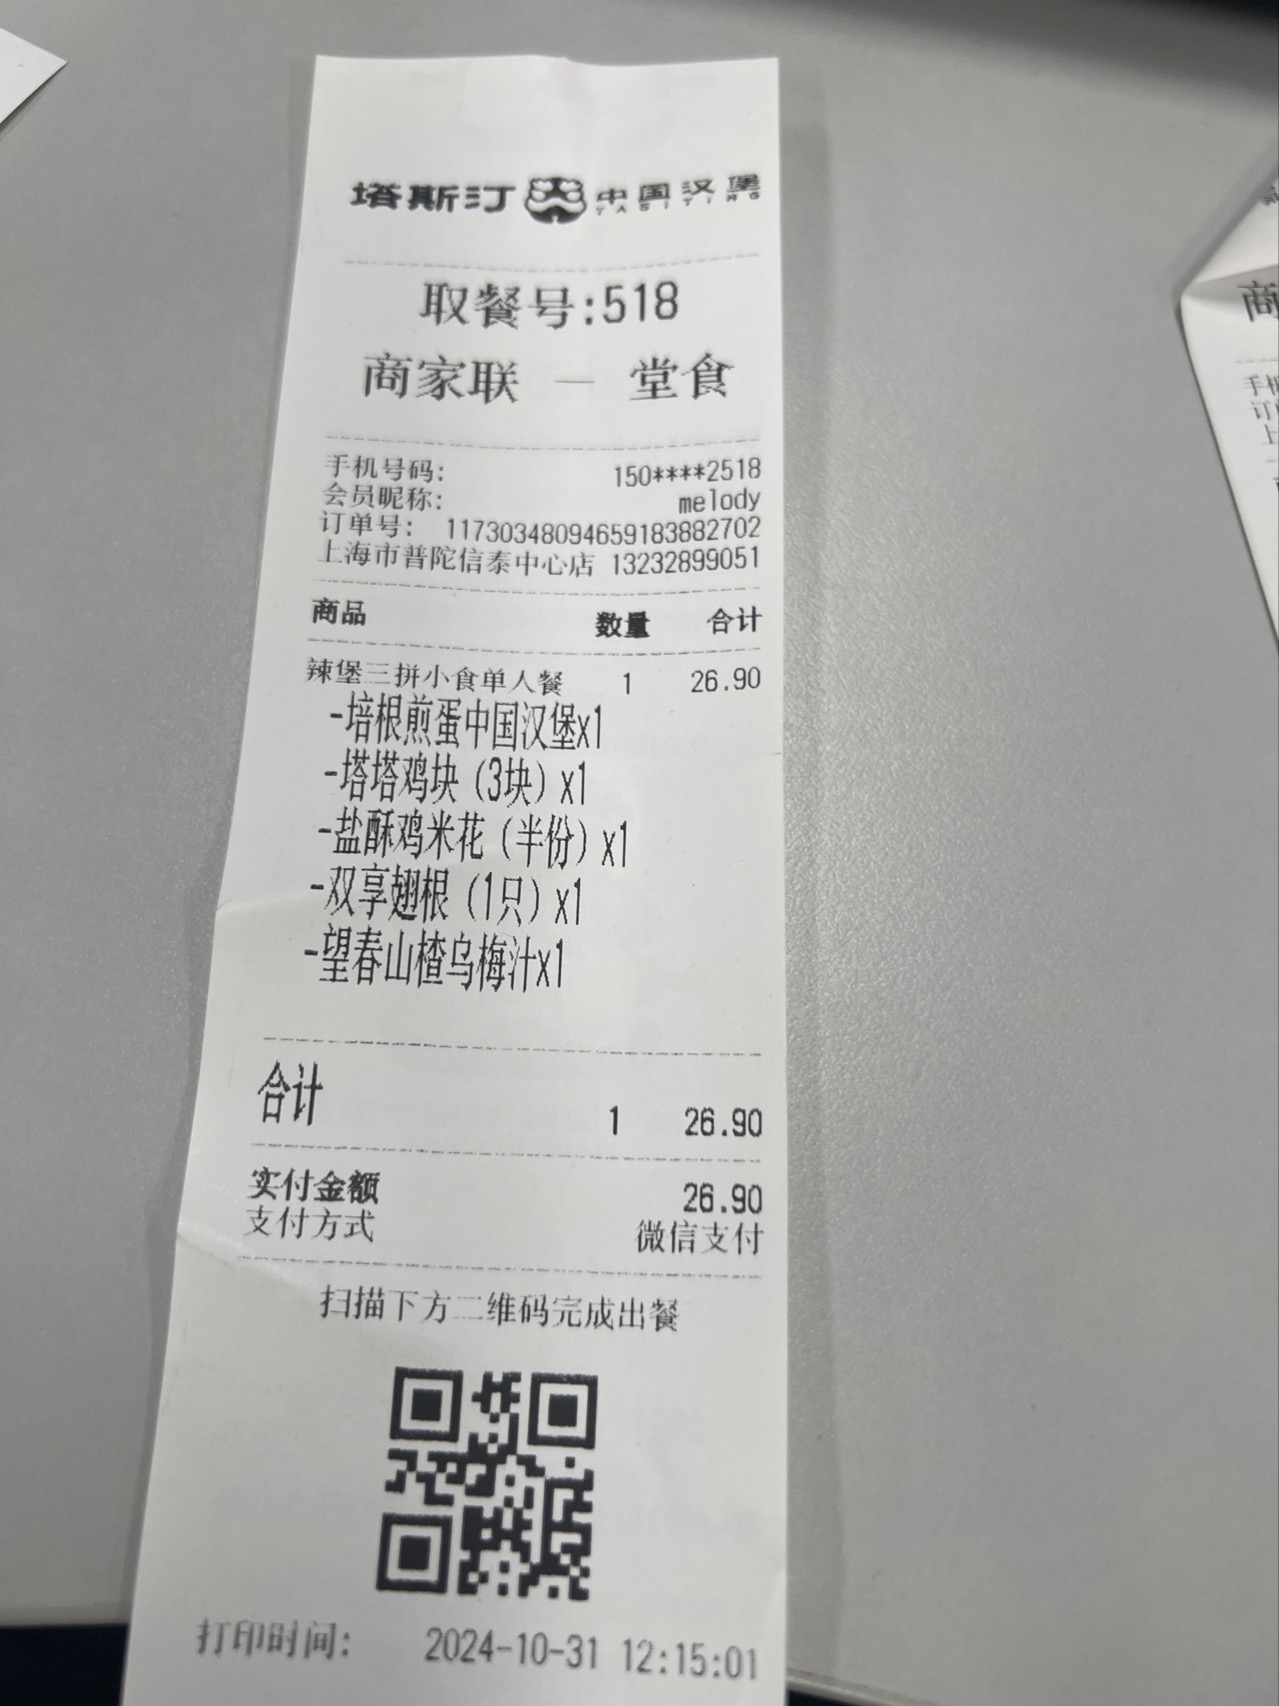 塔斯汀 中国汉堡
TASITING
取餐号:518
商家联 — 堂食
手机号码: 150****2518
会员昵称: melody
订单号: 11730348094659183882702
上海市普陀信泰中心店 13232899051
商品 数量 合计
辣堡三拼小食单人餐 1 26.90
-培根煎蛋中国汉堡x1
-塔塔鸡块（3块）x1
-盐酥鸡米花（半份）x1
-双享翅根（1只）x1
-望春山楂乌梅汁x1
合计 1 26.90
实付金额 26.90
支付方式 微信支付
扫描下方二维码完成出餐
打印时间: 2024-10-31 12:15:01
商
手机
订
上